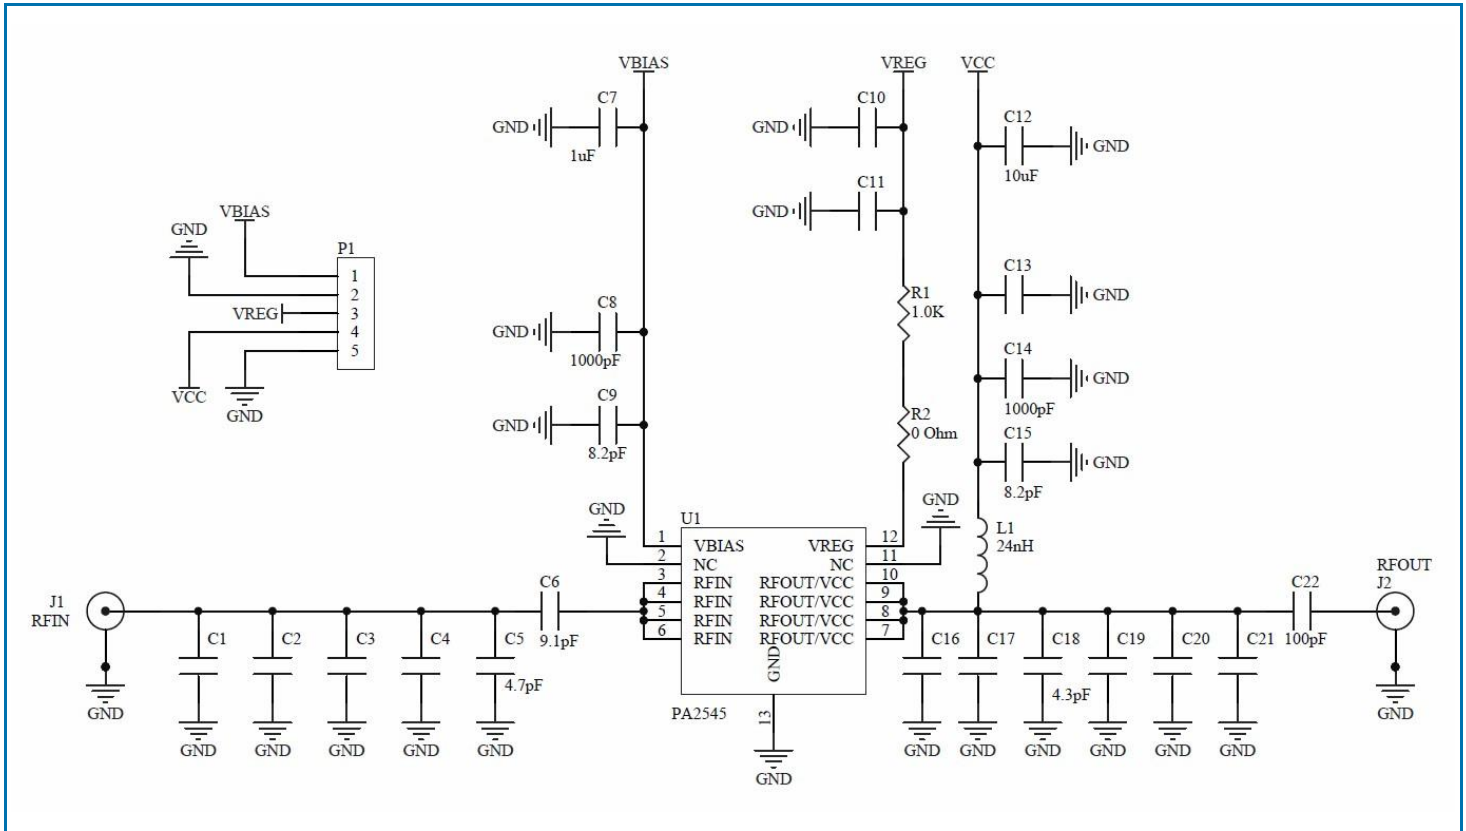 VBIAS
VREG
VCC
C7
GND
1uF
C10
GND
C12
GND
10uF
C11
GND
VBIAS
GND
P1
1
2
VREG
3
4
5
VCC
GND
C13
GND
R1
1.0K
C8
GND
1000pF
C14
GND
1000pF
C9
GND
8.2pF
R2
0 Ohm
C15
GND
8.2pF
GND
GND
U1
L1
24nH
1
VBIAS
VREG
12
2
NC
NC
11
3
RFIN
RFOUT/VCC
10
4
RFIN
RFOUT/VCC
9
5
RFIN
RFOUT/VCC
8
6
RFIN
RFOUT/VCC
7
GND
13
PA2545
GND
J1
RFIN
GND
C1
GND
C2
GND
C3
GND
C4
GND
C5
4.7pF
GND
C6
9.1pF
C16
GND
C17
GND
C18
4.3pF
GND
C19
GND
C20
GND
C21
GND
C22
100pF
RFOUT
J2
GND